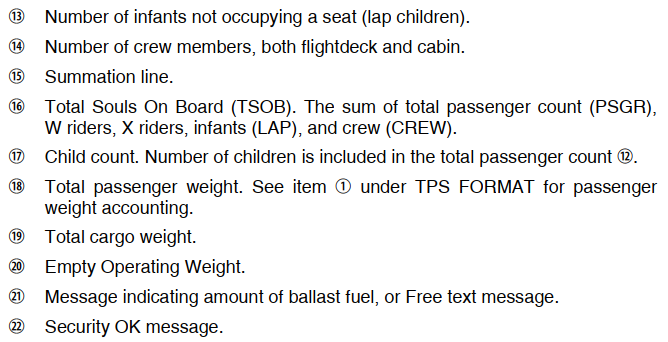 ⑬ Number of infants not occupying a seat (lap children).
⑭ Number of crew members, both flightdeck and cabin.
⑮ Summation line.
⑯ Total Souls On Board (TSOB). The sum of total passenger count (PSGR),
W riders, X riders, infants (LAP), and crew (CREW).
⑰ Child count. Number of children is included in the total passenger count ⑫.
⑱ Total passenger weight. See item ① under TPS FORMAT for passenger
weight accounting.
⑲ Total cargo weight.
⑳ Empty Operating Weight.
㉑ Message indicating amount of ballast fuel, or Free text message.
㉒ Security OK message.